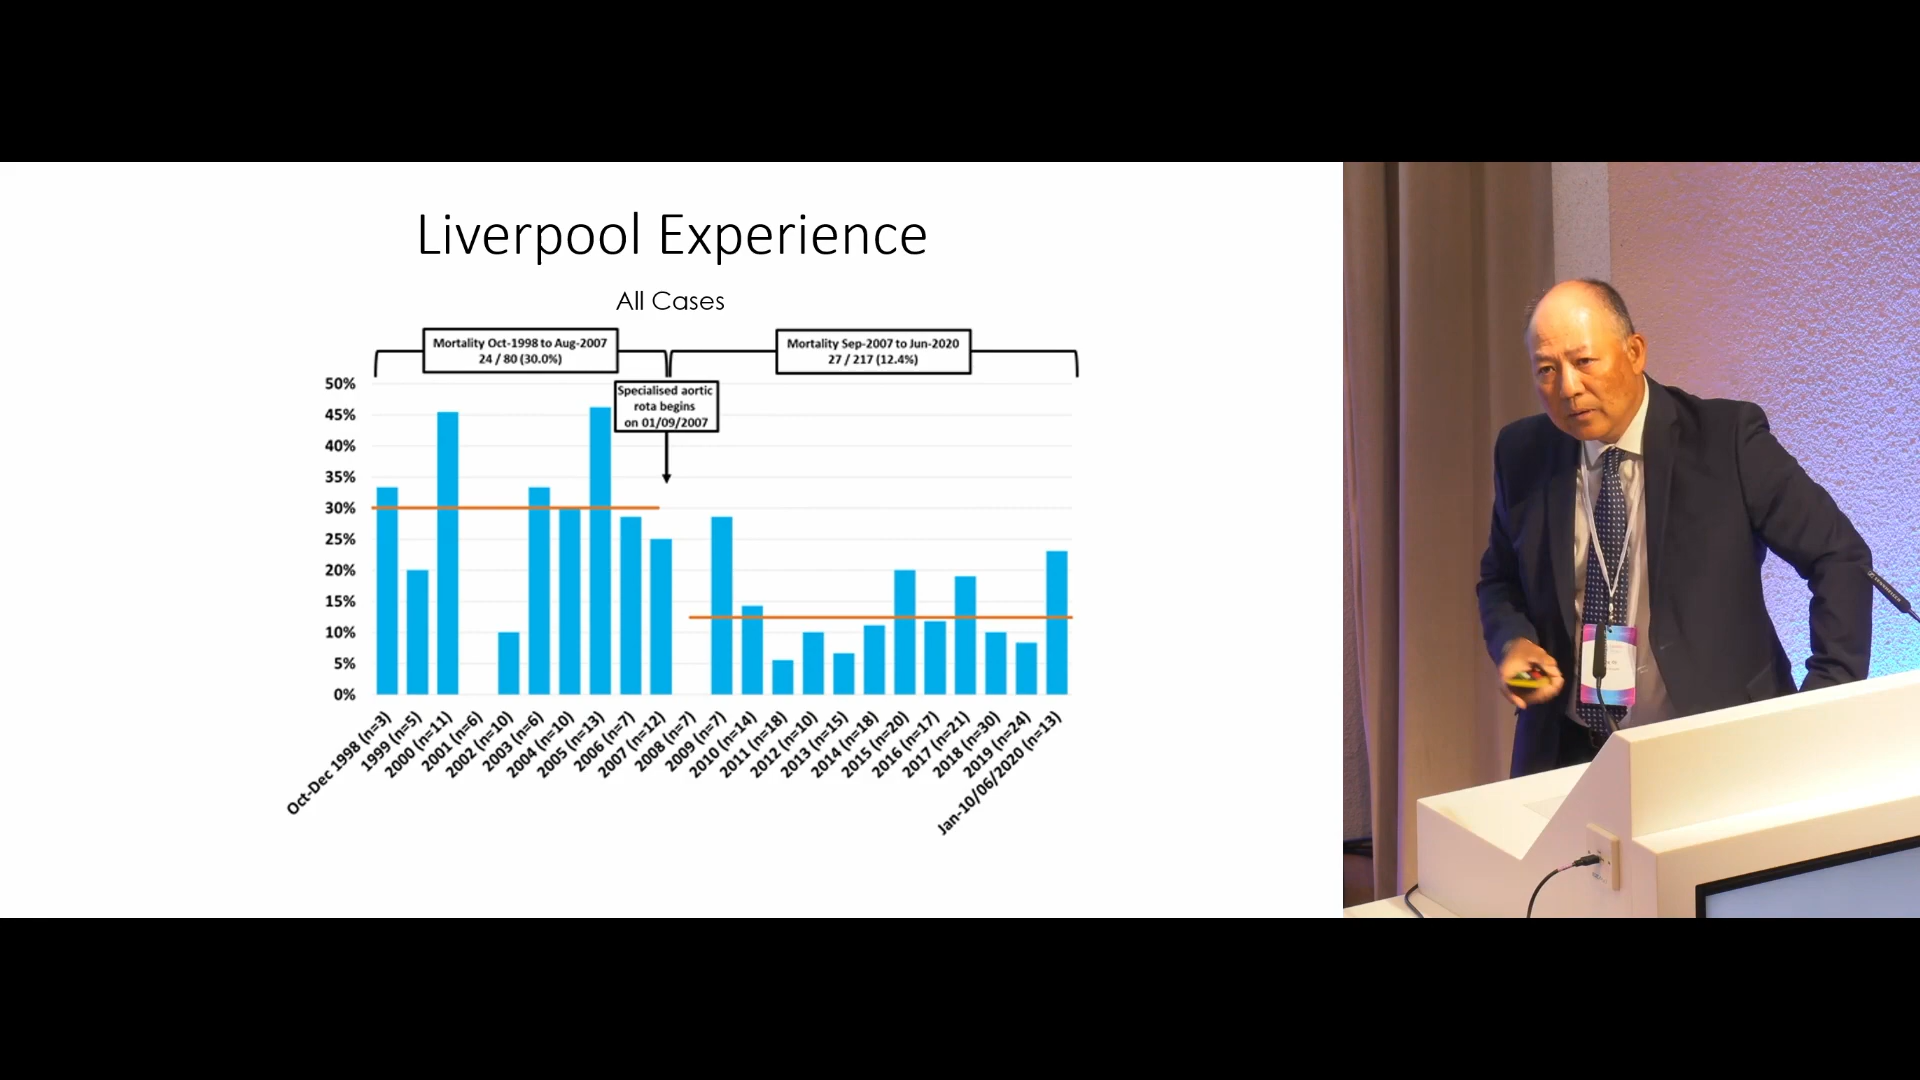 Liverpool Experience
All Cases
Mortality Oct-1998 to Aug-2007
24 / 80 (30.0%)
Mortality Sep-2007 to Jun-2020
27 / 217 (12.4%)
Specialised aortic
rota begins
on 01/09/2007
50%
45%
40%
35%
30%
25%
20%
15%
10%
5%
0%
Oct-Dec 1998 (n=3)
1999 (n=5)
2000 (n=11)
2001 (n=6)
2002 (n=10)
2003 (n=6)
2004 (n=10)
2005 (n=13)
2006 (n=7)
2007 (n=12)
2008 (n=7)
2009 (n=7)
2010 (n=14)
2011 (n=18)
2012 (n=10)
2013 (n=15)
2014 (n=18)
2015 (n=20)
2016 (n=17)
2017 (n=21)
2018 (n=30)
2019 (n=24)
Jan-10/06/2020 (n=13)